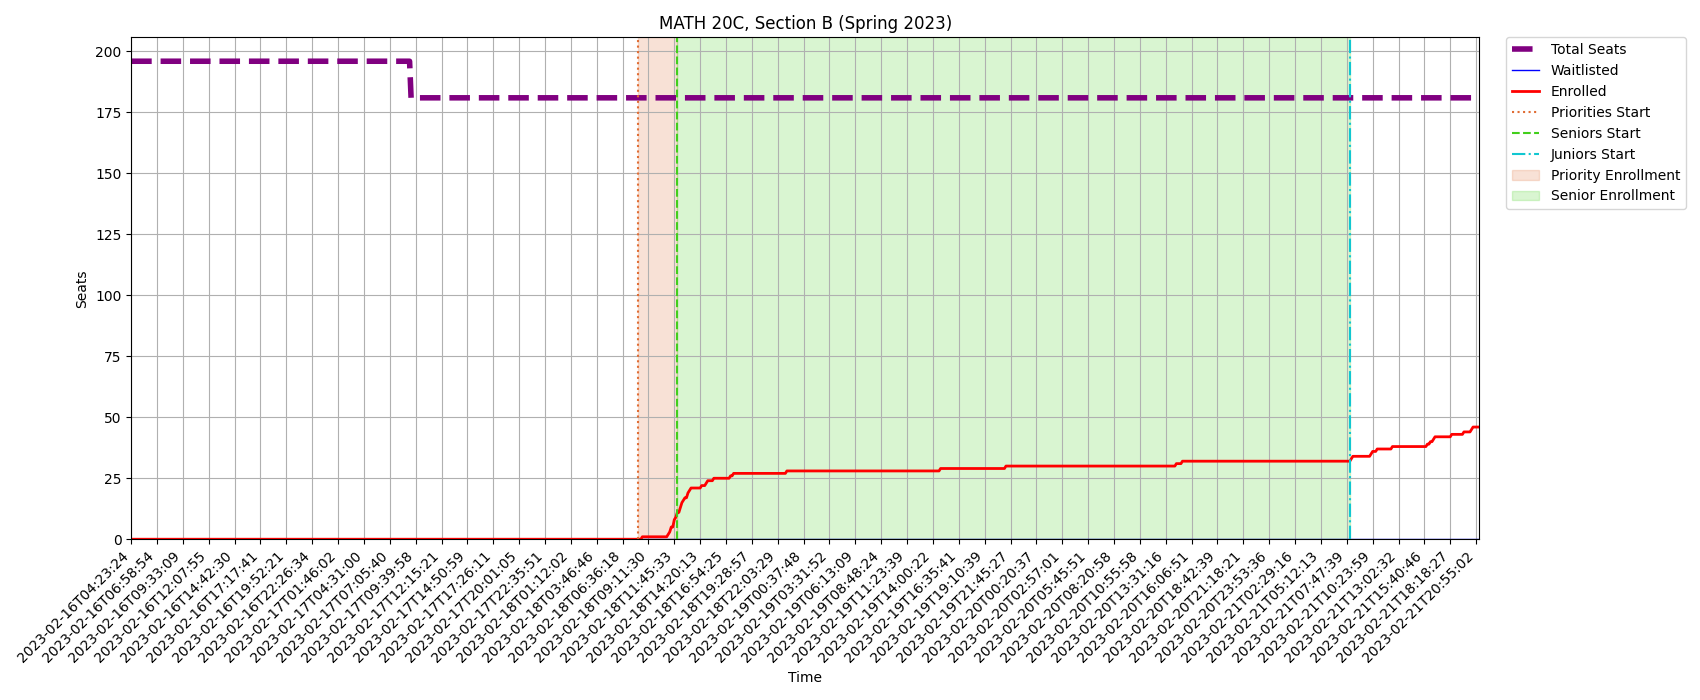 MATH 20C, Section B (Spring 2023)
200
175
150
125
100
75
50
25
0
Seats
2023-02-16T04:23:24
2023-02-16T06:58:54
2023-02-16T09:33:09
2023-02-16T12:07:55
2023-02-16T14:42:30
2023-02-16T17:17:41
2023-02-16T19:52:21
2023-02-16T22:26:34
2023-02-17T01:46:02
2023-02-17T04:31:00
2023-02-17T07:05:40
2023-02-17T09:39:58
2023-02-17T12:15:21
2023-02-17T14:50:59
2023-02-17T17:26:11
2023-02-17T20:01:05
2023-02-17T22:35:51
2023-02-18T01:12:02
2023-02-18T03:46:46
2023-02-18T06:36:18
2023-02-18T09:11:30
2023-02-18T11:45:33
2023-02-18T14:20:13
2023-02-18T16:54:25
2023-02-18T19:28:57
2023-02-18T22:03:29
2023-02-19T00:37:48
2023-02-19T03:31:52
2023-02-19T06:13:09
2023-02-19T08:48:24
2023-02-19T11:23:39
2023-02-19T14:00:22
2023-02-19T16:35:41
2023-02-19T19:10:39
2023-02-19T21:45:27
2023-02-20T00:20:37
2023-02-20T02:57:01
2023-02-20T05:45:51
2023-02-20T08:20:58
2023-02-20T10:55:58
2023-02-20T13:31:16
2023-02-20T16:06:51
2023-02-20T18:42:39
2023-02-20T21:18:21
2023-02-20T23:53:36
2023-02-21T02:29:16
2023-02-21T05:12:13
2023-02-21T07:47:39
2023-02-21T10:23:59
2023-02-21T13:02:32
2023-02-21T15:40:46
2023-02-21T18:18:27
2023-02-21T20:55:02
Time
Total Seats
Waitlisted
Enrolled
Priorities Start
Seniors Start
Juniors Start
Priority Enrollment
Senior Enrollment